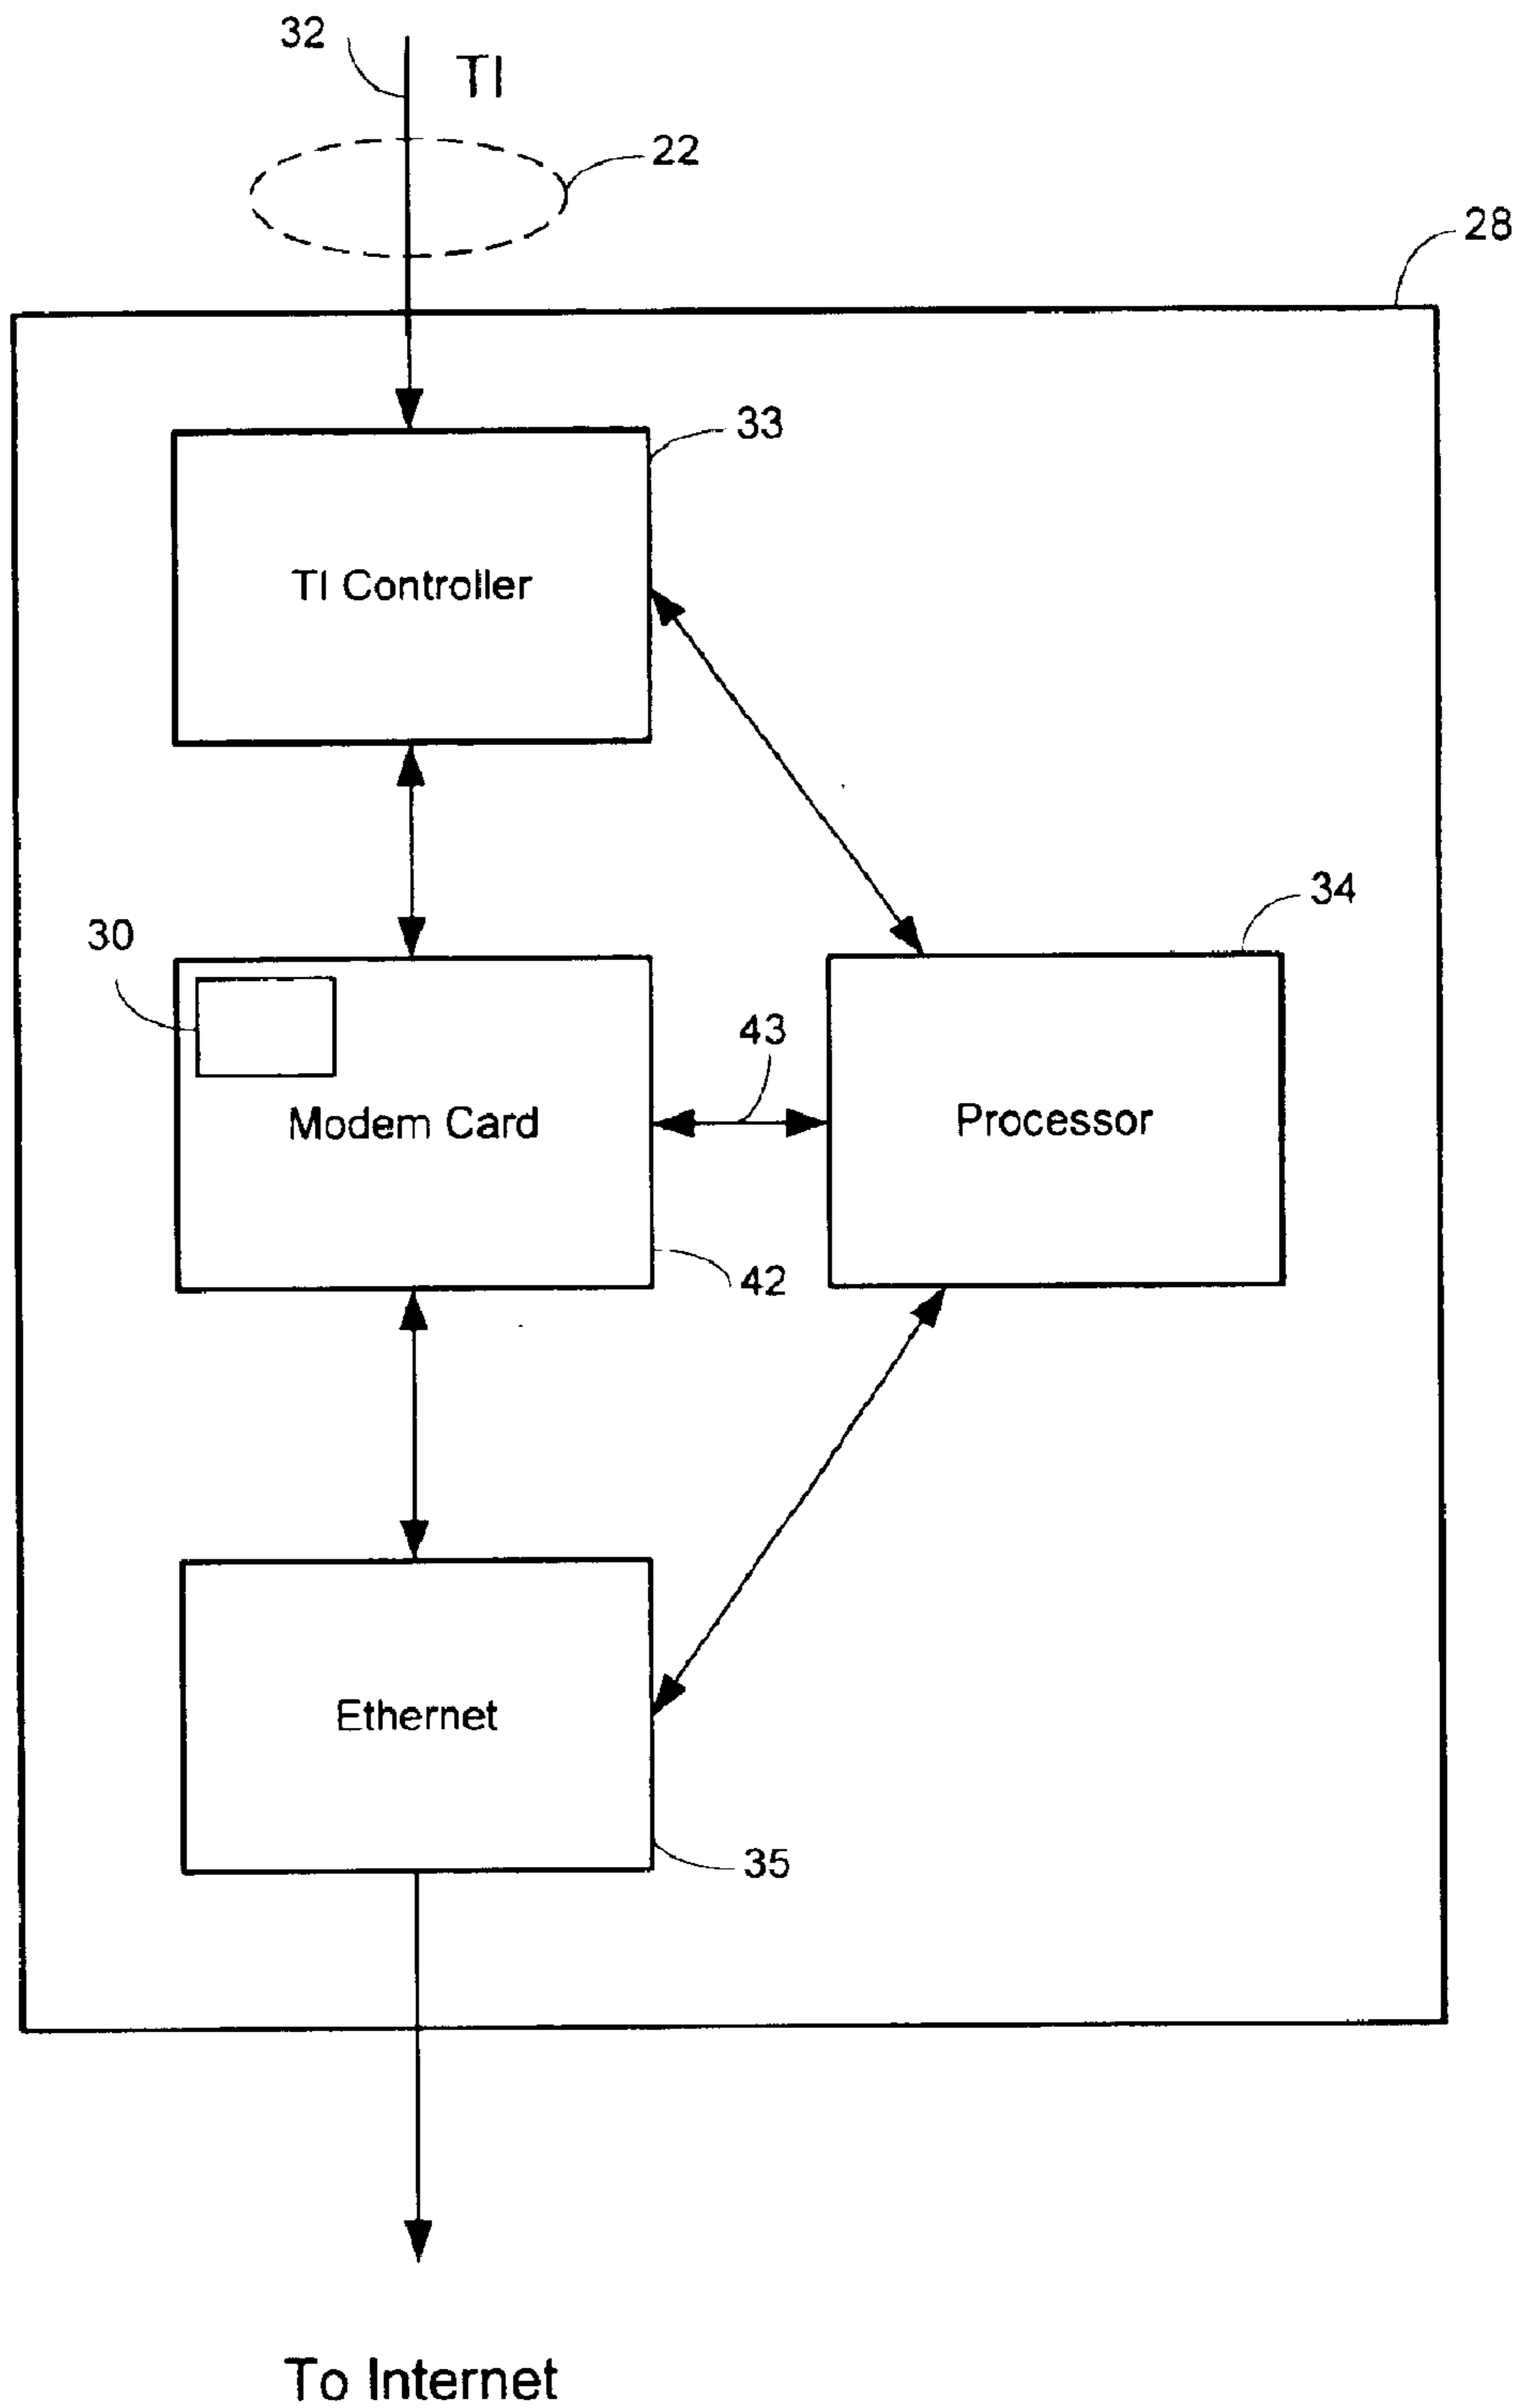 32
TI
22
28
33
TI Controller
34
30
43
Modem Card
Processor
42
Ethernet
35
To Internet